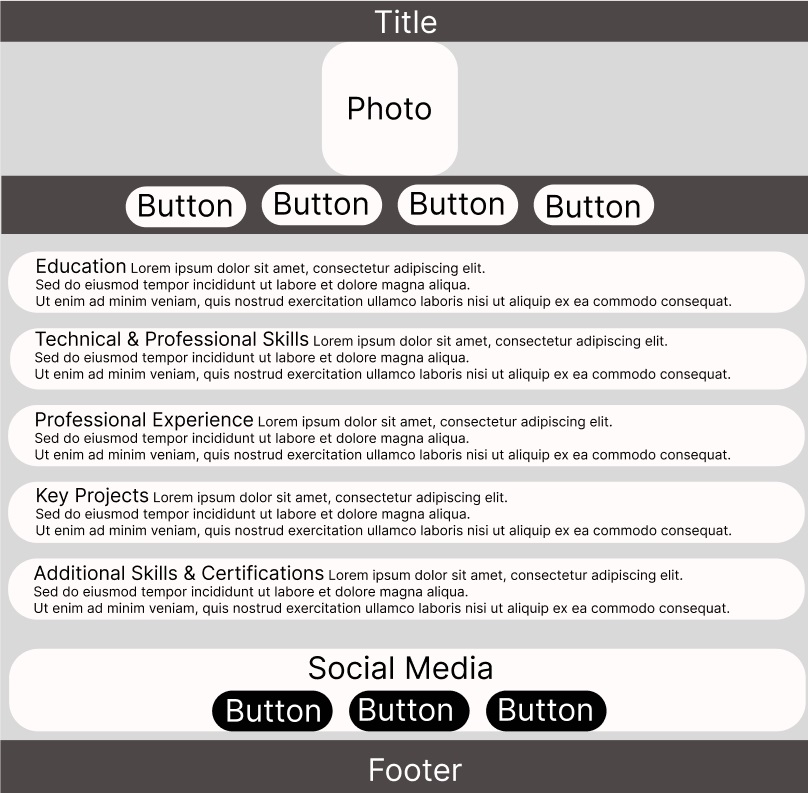 Title
Photo
Button Button Button Button
Education Lorem ipsum dolor sit amet, consectetur adipiscing elit.
Sed do eiusmod tempor incididunt ut labore et dolore magna aliqua.
Ut enim ad minim veniam, quis nostrud exercitation ullamco laboris nisi ut aliquip ex ea commodo consequat.
Technical & Professional Skills Lorem ipsum dolor sit amet, consectetur adipiscing elit.
Sed do eiusmod tempor incididunt ut labore et dolore magna aliqua.
Ut enim ad minim veniam, quis nostrud exercitation ullamco laboris nisi ut aliquip ex ea commodo consequat.
Professional Experience Lorem ipsum dolor sit amet, consectetur adipiscing elit.
Sed do eiusmod tempor incididunt ut labore et dolore magna aliqua.
Ut enim ad minim veniam, quis nostrud exercitation ullamco laboris nisi ut aliquip ex ea commodo consequat.
Key Projects Lorem ipsum dolor sit amet, consectetur adipiscing elit.
Sed do eiusmod tempor incididunt ut labore et dolore magna aliqua.
Ut enim ad minim veniam, quis nostrud exercitation ullamco laboris nisi ut aliquip ex ea commodo consequat.
Additional Skills & Certifications Lorem ipsum dolor sit amet, consectetur adipiscing elit.
Sed do eiusmod tempor incididunt ut labore et dolore magna aliqua.
Ut enim ad minim veniam, quis nostrud exercitation ullamco laboris nisi ut aliquip ex ea commodo consequat.
Social Media
Button Button Button
Footer